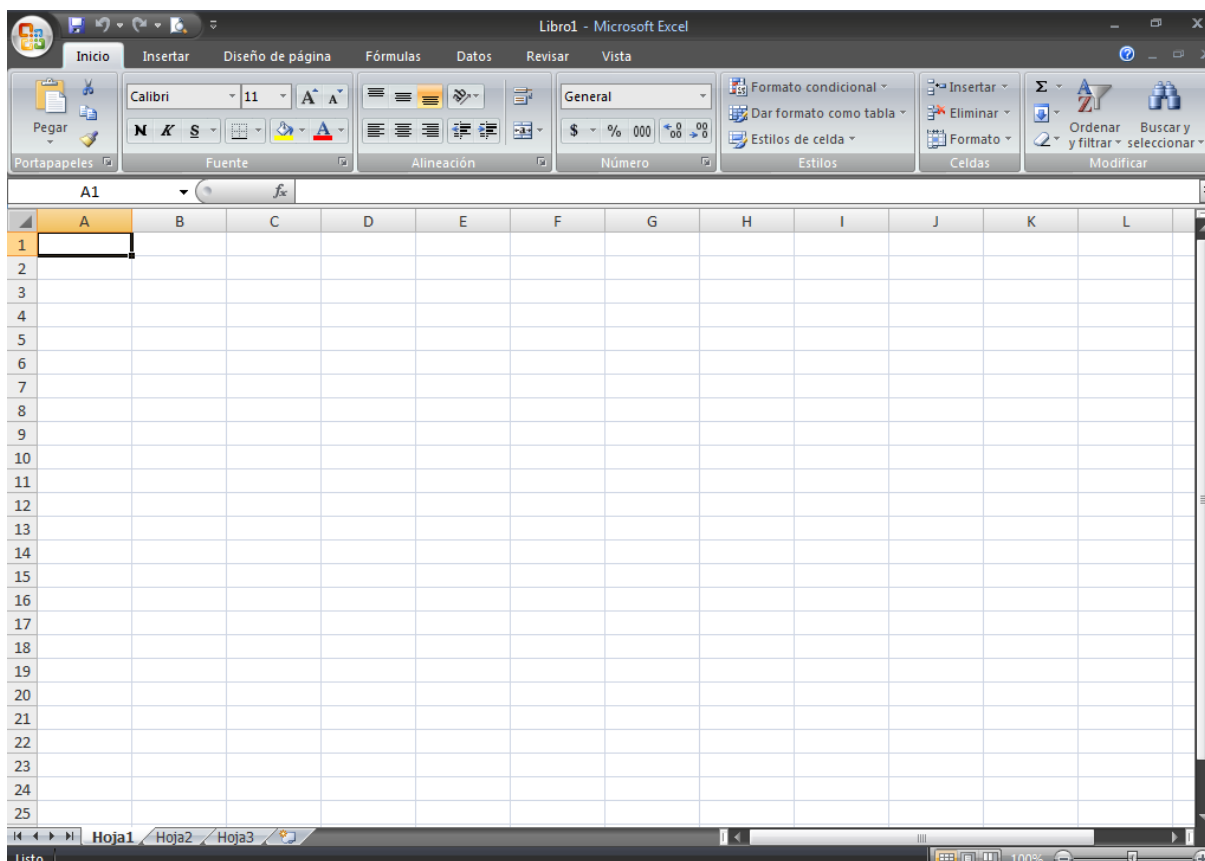 Libro1 - Microsoft Excel
Inicio Insertar Diseño de página Fórmulas Datos Revisar Vista
Calibri 11 A A General Formato condicional Insertar Σ A Z
Dar formato como tabla Eliminar
Pegar N K S A $ % 000 Estilos de celda Formato Ordenar y filtrar Buscar y seleccionar
Portapapeles Fuente Alineación Número Estilos Celdas Modificar
A1 fx
A B C D E F G H I J K L
1
2
3
4
5
6
7
8
9
10
11
12
13
14
15
16
17
18
19
20
21
22
23
24
25
Hoja1 Hoja2 Hoja3
Listo 100%